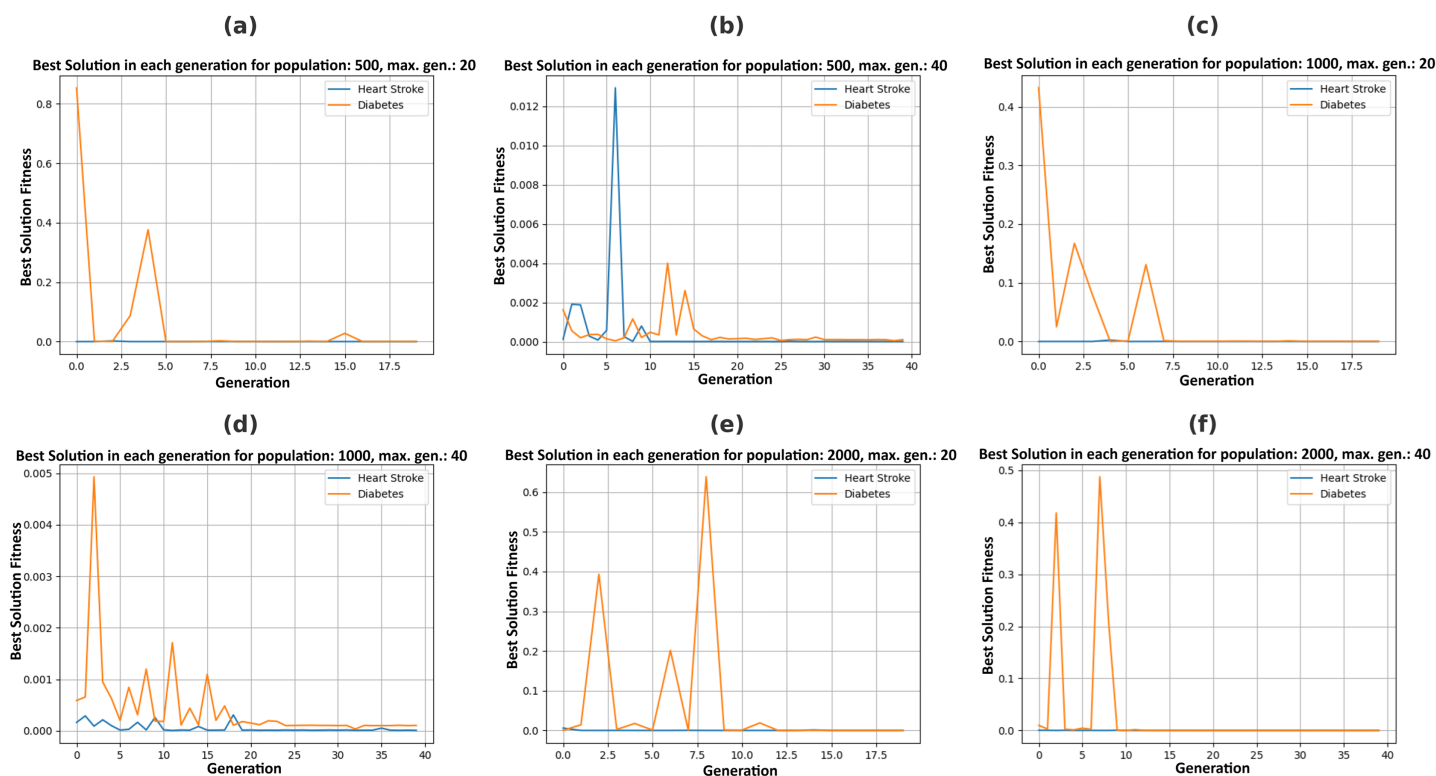 (a)
Best Solution in each generation for population: 500, max. gen.: 20
Heart Stroke
Diabetes
Best Solution Fitness
0.8
0.6
0.4
0.2
0.0
0.0 2.5 5.0 7.5 10.0 12.5 15.0 17.5
Generation
(b)
Best Solution in each generation for population: 500, max. gen.: 40
Heart Stroke
Diabetes
Best Solution Fitness
0.012
0.010
0.008
0.006
0.004
0.002
0.000
0 5 10 15 20 25 30 35 40
Generation
(c)
Best Solution in each generation for population: 1000, max. gen.: 20
Heart Stroke
Diabetes
Best Solution Fitness
0.4
0.3
0.2
0.1
0.0
0.0 2.5 5.0 7.5 10.0 12.5 15.0 17.5
Generation
(d)
Best Solution in each generation for population: 1000, max. gen.: 40
Heart Stroke
Diabetes
Best Solution Fitness
0.005
0.004
0.003
0.002
0.001
0.000
0 5 10 15 20 25 30 35 40
Generation
(e)
Best Solution in each generation for population: 2000, max. gen.: 20
Heart Stroke
Diabetes
Best Solution Fitness
0.6
0.5
0.4
0.3
0.2
0.1
0.0
0.0 2.5 5.0 7.5 10.0 12.5 15.0 17.5
Generation
(f)
Best Solution in each generation for population: 2000, max. gen.: 40
Heart Stroke
Diabetes
Best Solution Fitness
0.5
0.4
0.3
0.2
0.1
0.0
0 5 10 15 20 25 30 35 40
Generation